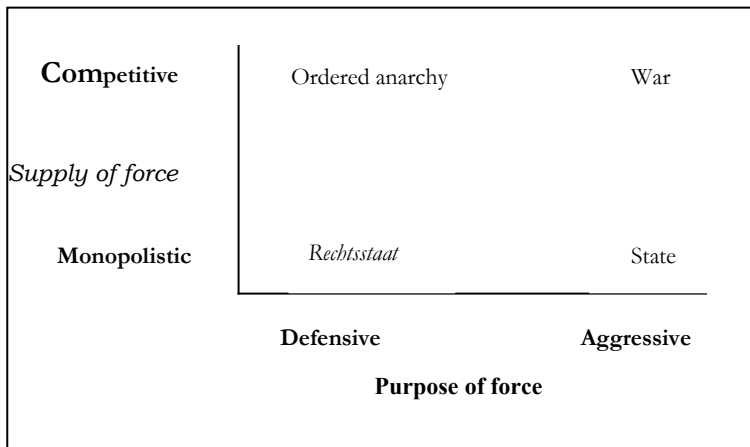 Competitive Ordered anarchy War
Supply of force
Monopolistic Rechtsstaat State
Defensive Aggressive
Purpose of force